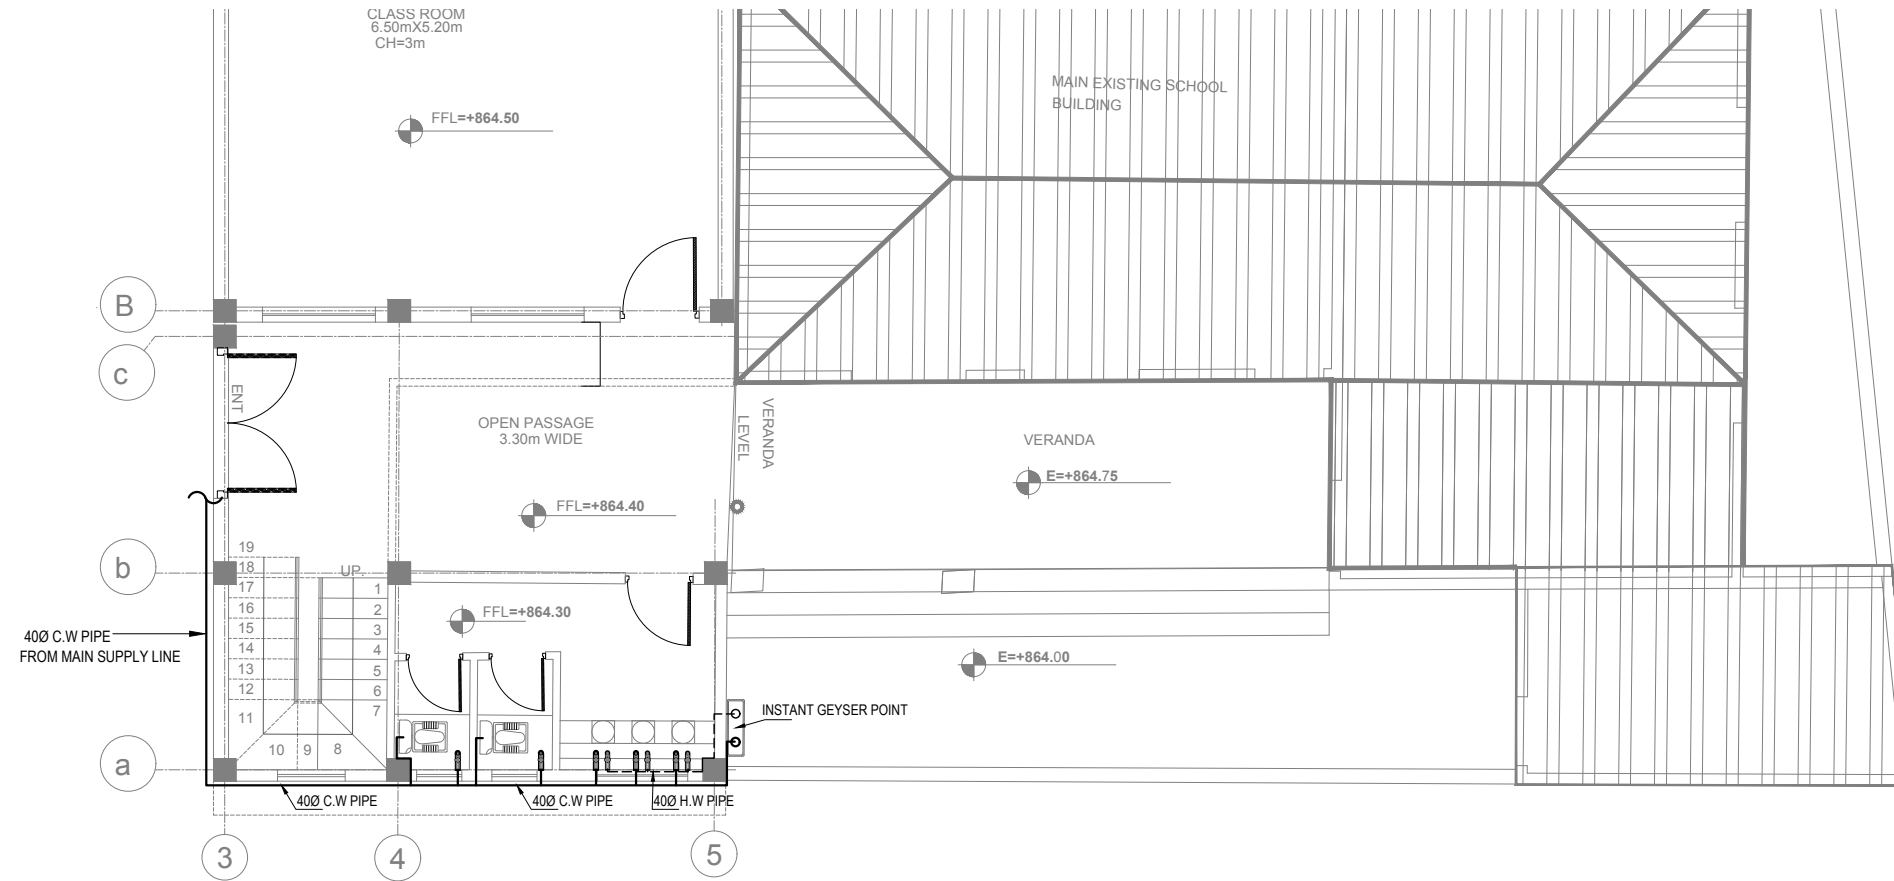 CLASS ROOM
6.50mX5.20m
CH=3m
MAIN EXISTING SCHOOL
BUILDING
FFL=+864.50
B
c
ENT
OPEN PASSAGE
3.30m WIDE
VERANDA
LEVEL
VERANDA
E=+864.75
FFL=+864.40
b
19
18
17
16
15
14
13
12
11
10
9
8
UP.
1
2
3
4
5
6
7
FFL=+864.30
40Ø C.W PIPE
FROM MAIN SUPPLY LINE
E=+864.00
INSTANT GEYSER POINT
a
40Ø C.W PIPE
40Ø C.W PIPE
40Ø H.W PIPE
3
4
5